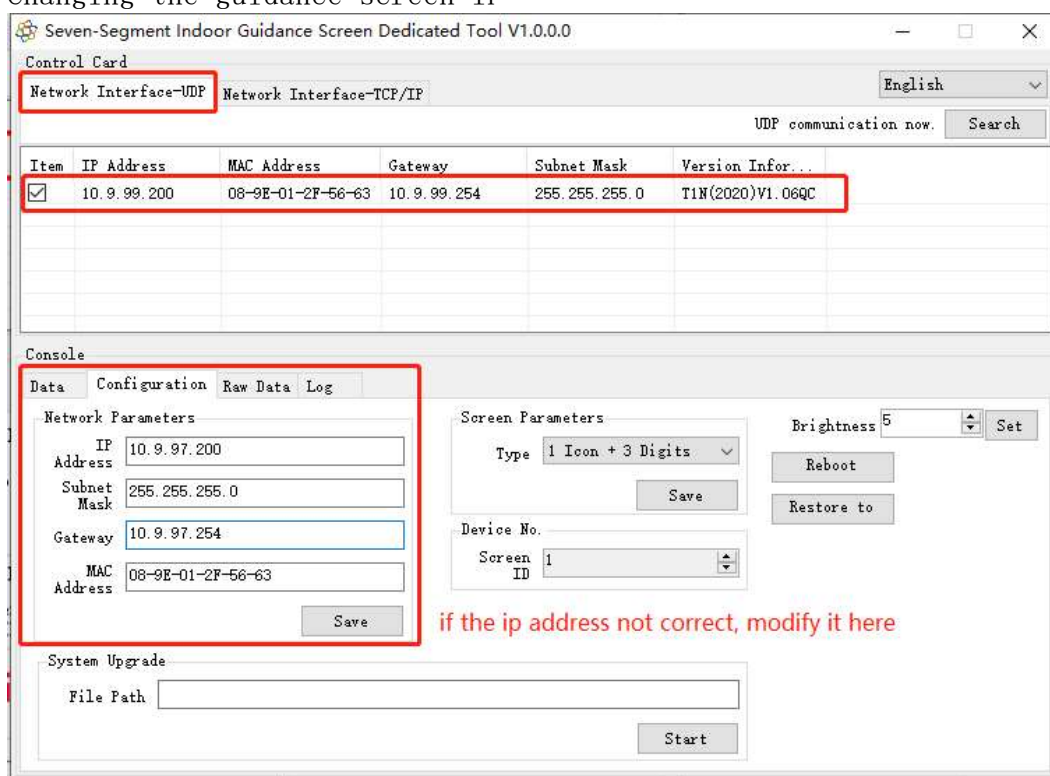 Changing the guidance screen IP
Seven-Segment Indoor Guidance Screen Dedicated Tool V1.0.0.0
Control Card
Network Interface-UDP Network Interface-TCP/IP English
UDP communication now. Search
Item IP Address MAC Address Gateway Subnet Mask Version Infor...
10.9.99.200 08-9E-01-2F-56-63 10.9.99.254 255.255.255.0 T1N(2020)V1.06QC
Console
Data Configuration Raw Data Log
Network Parameters
IP Address 10.9.97.200
Subnet Mask 255.255.255.0
Gateway 10.9.97.254
MAC Address 08-9E-01-2F-56-63
Save
Screen Parameters
Type 1 Icon + 3 Digits
Save
Device No.
Screen ID 1
Brightness 5 Set
Reboot
Restore to
if the ip address not correct, modify it here
System Upgrade
File Path
Start